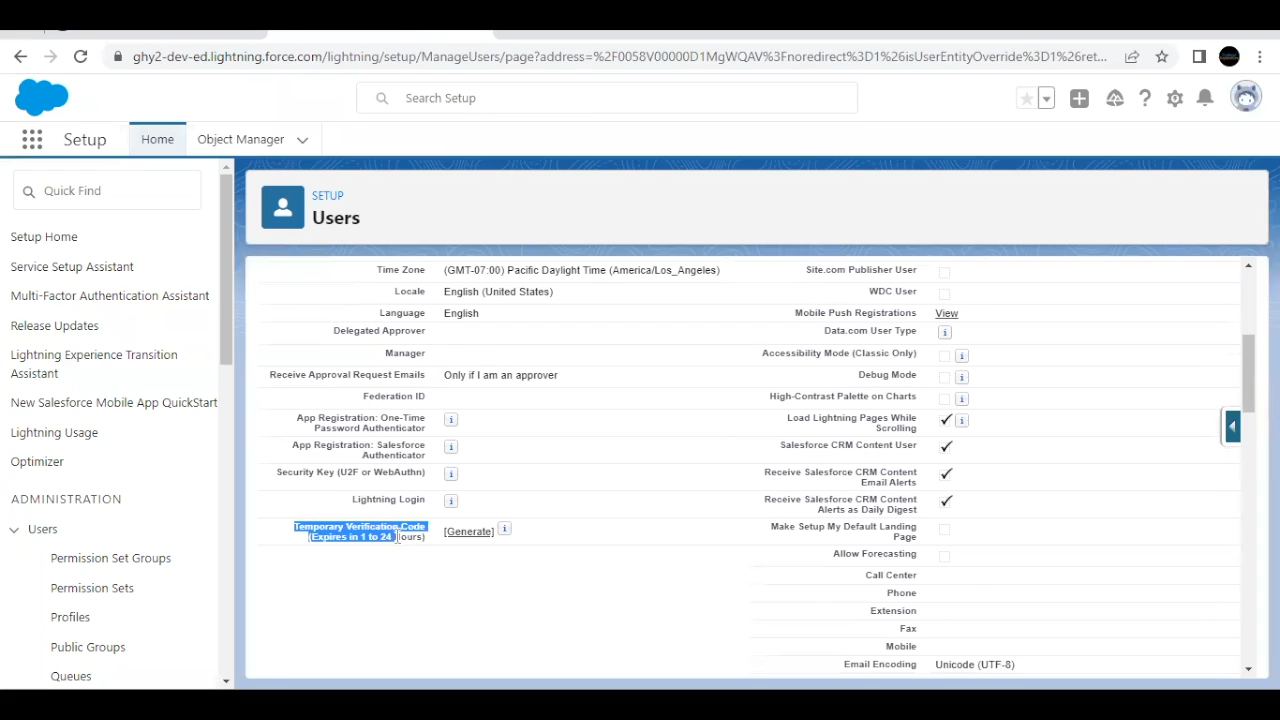 ghy2-dev-ed.lightning.force.com/lightning/setup/ManageUsers/page?address=%2F0058V00000D1MgWQAV%3Fnoredirect%3D1%26isUserEntityOverride%3D1%26ret...
Search Setup
Setup
Home
Object Manager
Quick Find
Setup Home
Service Setup Assistant
Multi-Factor Authentication Assistant
Release Updates
Lightning Experience Transition
Assistant
New Salesforce Mobile App QuickStart
Lightning Usage
Optimizer
ADMINISTRATION
Users
Permission Set Groups
Permission Sets
Profiles
Public Groups
Queues
SETUP
Users
Time Zone (GMT-07:00) Pacific Daylight Time (America/Los_Angeles)
Locale English (United States)
Language English
Delegated Approver
Manager
Receive Approval Request Emails Only if I am an approver
Federation ID
App Registration: One-Time
Password Authenticator
App Registration: Salesforce
Authenticator
Security Key (U2F or WebAuthn)
Lightning Login
Temporary Verification Code
(Expires in 1 to 24 Hours)
[Generate]
Site.com Publisher User
WDC User
Mobile Push Registrations View
Data.com User Type
Accessibility Mode (Classic Only)
Debug Mode
High-Contrast Palette on Charts
Load Lightning Pages While
Scrolling
Salesforce CRM Content User
Receive Salesforce CRM Content
Email Alerts
Receive Salesforce CRM Content
Alerts as Daily Digest
Make Setup My Default Landing
Page
Allow Forecasting
Call Center
Phone
Extension
Fax
Mobile
Email Encoding Unicode (UTF-8)